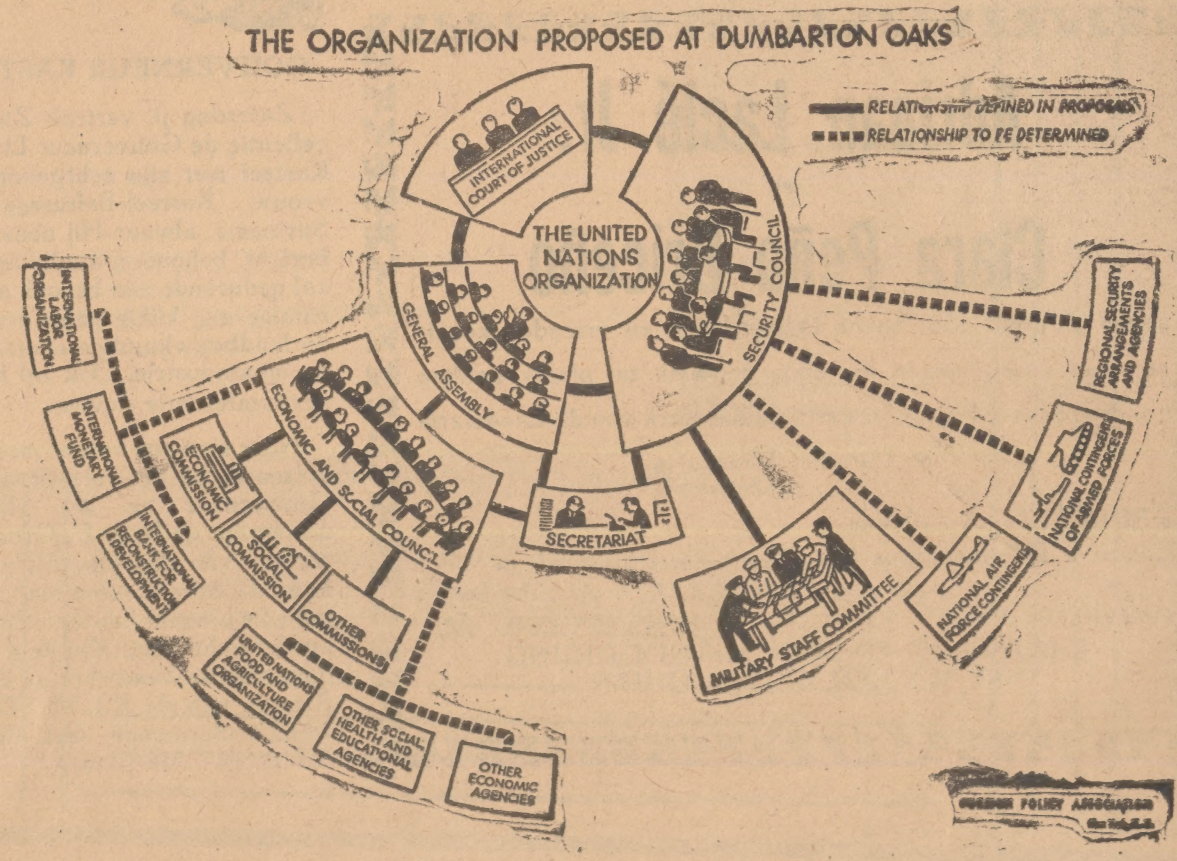 THE ORGANIZATION PROPOSED AT DUMBARTON OAKS
RELATIONSHIP DEFINED IN PROPOSALS
RELATIONSHIP TO BE DETERMINED
INTERNATIONAL
COURT OF JUSTICE
THE UNITED
NATIONS
ORGANIZATION
SECURITY COUNCIL
GENERAL
ASSEMBLY
INTERNATIONAL
LABOR
ORGANIZATION
REGIONAL SECURITY
ARRANGEMENTS
AND AGENCIES
INTERNATIONAL
MONETARY
FUND
ECONOMIC
COMMISSION
ECONOMIC AND SOCIAL COUNCIL
NATIONAL CONTINGENTS
OF ARMED FORCES
INTERNATIONAL
BANK FOR
RECONSTRUCTION
& DEVELOPMENT
SOCIAL
COMMISSION
SECRETARIAT
NATIONAL AIR
FORCE CONTINGENTS
OTHER
COMMISSIONS
MILITARY STAFF COMMITTEE
UNITED NATIONS
FOOD AND
AGRICULTURE
ORGANIZATION
OTHER SOCIAL,
HEALTH AND
EDUCATIONAL
AGENCIES
OTHER
ECONOMIC
AGENCIES
FOREIGN POLICY ASSOCIATION